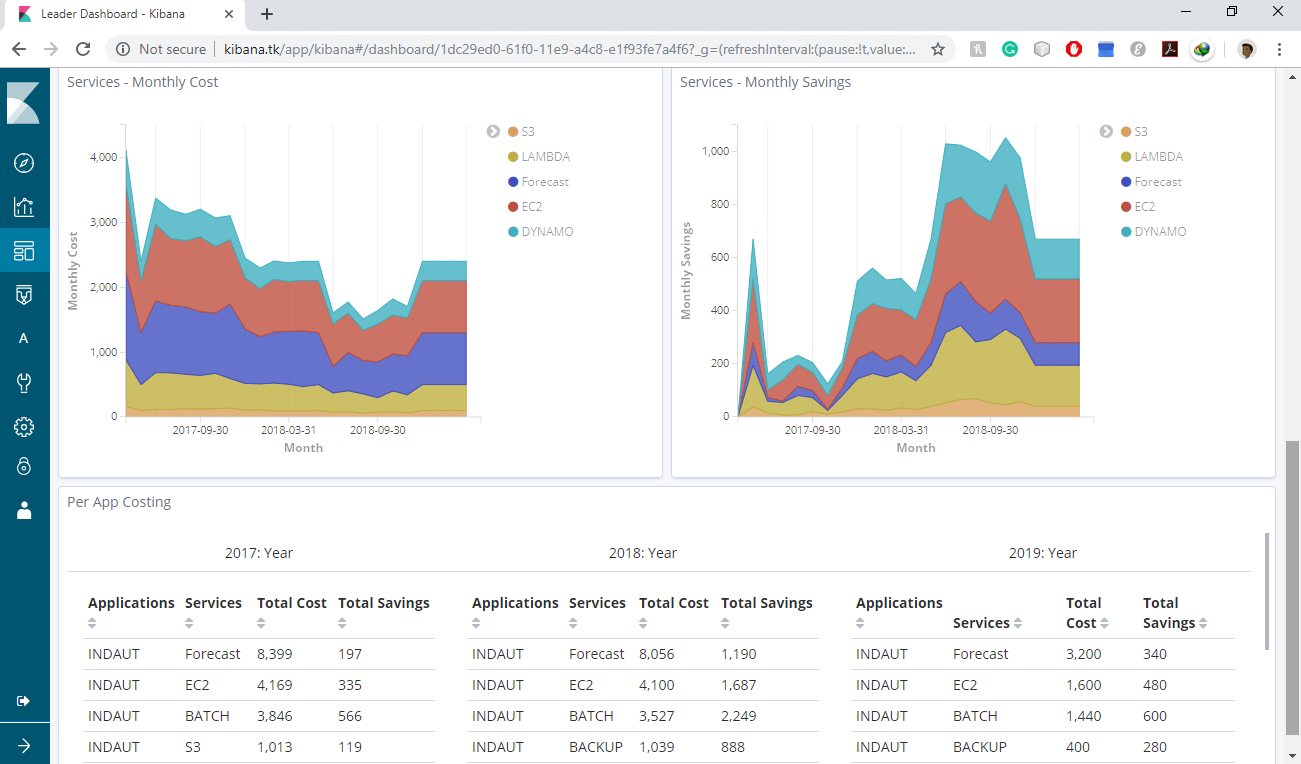 Leader Dashboard - Kibana
Not secure | kibana.tk/app/kibana#/dashboard/1dc29ed0-61f0-11e9-a4c8-e1f93fe7a4f6?_g=(refreshInterval:(pause:!t,value:...
Services - Monthly Cost
4,000
3,000
2,000
1,000
0
Monthly Cost
2017-09-30 2018-03-31 2018-09-30
Month
S3
LAMBDA
Forecast
EC2
DYNAMO
Services - Monthly Savings
1,000
800
600
400
200
0
Monthly Savings
2017-09-30 2018-03-31 2018-09-30
Month
S3
LAMBDA
Forecast
EC2
DYNAMO
A
Per App Costing
2017: Year
Applications Services Total Cost Total Savings
INDAUT Forecast 8,399 197
INDAUT EC2 4,169 335
INDAUT BATCH 3,846 566
INDAUT S3 1,013 119
2018: Year
Applications Services Total Cost Total Savings
INDAUT Forecast 8,056 1,190
INDAUT EC2 4,100 1,687
INDAUT BATCH 3,527 2,249
INDAUT BACKUP 1,039 888
2019: Year
Applications Services Total Cost Total Savings
INDAUT Forecast 3,200 340
INDAUT EC2 1,600 480
INDAUT BATCH 1,440 600
INDAUT BACKUP 400 280